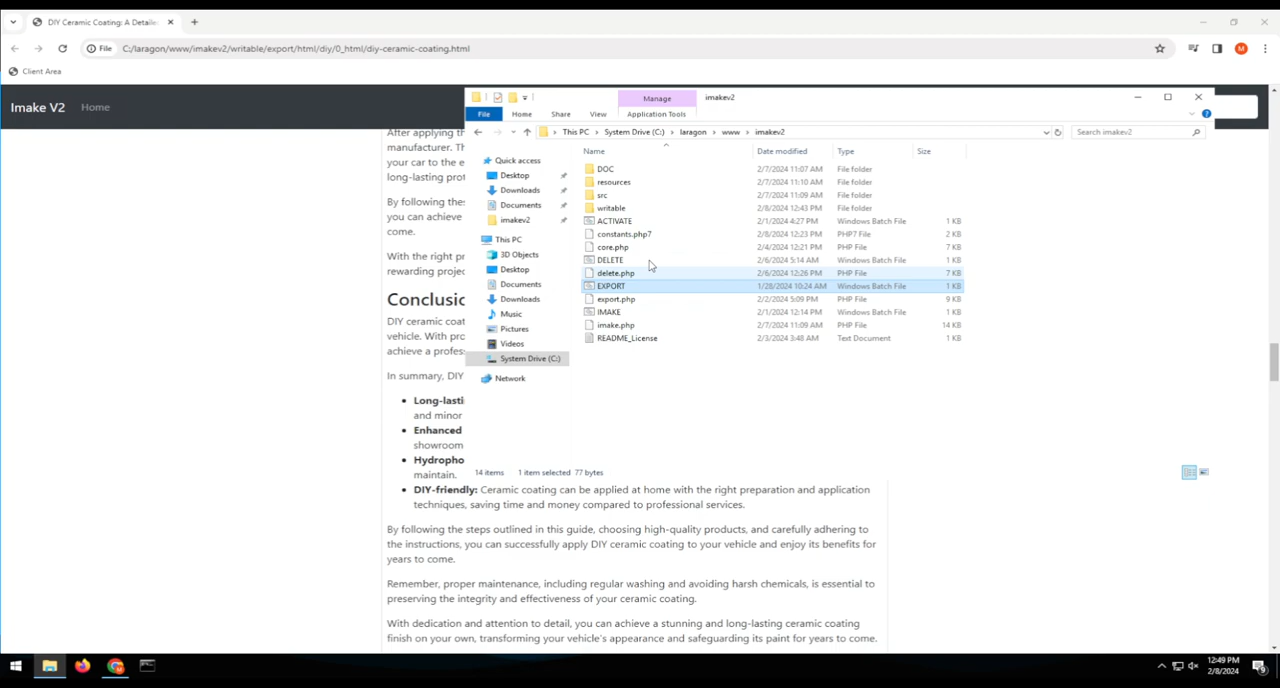 DIY Ceramic Coating: A Detaile
File C:/laragon/www/imakev2/writable/export/html/diy/0_html/diy-ceramic-coating.html
M
Client Area
Imake V2 Home
After applying th
manufacturer. Th
your car to the e
long-lasting prot
By following thes
you can achieve
come.
With the right pr
rewarding projec
Conclusic
DIY ceramic coat
vehicle. With pro
achieve a profes
In summary, DIY
Long-lasti
and minor
Enhanced
showroom
Hydropho
maintain.
DIY-friendly: Ceramic coating can be applied at home with the right preparation and application
techniques, saving time and money compared to professional services.
By following the steps outlined in this guide, choosing high-quality products, and carefully adhering to
the instructions, you can successfully apply DIY ceramic coating to your vehicle and enjoy its benefits for
years to come.
Remember, proper maintenance, including regular washing and avoiding harsh chemicals, is essential to
preserving the integrity and effectiveness of your ceramic coating.
With dedication and attention to detail, you can achieve a stunning and long-lasting ceramic coating
finish on your own, transforming your vehicle's appearance and safeguarding its paint for years to come.
Manage imakev2
File Home Share View Application Tools
This PC > System Drive (C:) > laragon > www > imakev2
Search imakev2
Quick access
Desktop
Downloads
Documents
imakev2
This PC
3D Objects
Desktop
Documents
Downloads
Music
Pictures
Videos
System Drive (C:)
Network
Name Date modified Type Size
DOC 2/7/2024 11:07 AM File folder
resources 2/7/2024 11:10 AM File folder
src 2/7/2024 11:09 AM File folder
writable 2/8/2024 12:43 PM File folder
ACTIVATE 2/1/2024 4:27 PM Windows Batch File 1 KB
constants.php7 2/8/2024 12:23 PM PHP7 File 2 KB
core.php 2/4/2024 12:21 PM PHP File 7 KB
DELETE 2/6/2024 5:14 AM Windows Batch File 1 KB
delete.php 2/6/2024 12:26 PM PHP File 7 KB
EXPORT 1/28/2024 10:24 AM Windows Batch File 1 KB
export.php 2/2/2024 5:09 PM PHP File 9 KB
IMAKE 2/1/2024 12:14 PM Windows Batch File 1 KB
imake.php 2/7/2024 11:09 AM PHP File 14 KB
README_License 2/3/2024 3:48 AM Text Document 1 KB
14 items 1 item selected 77 bytes
12:49 PM
2/8/2024